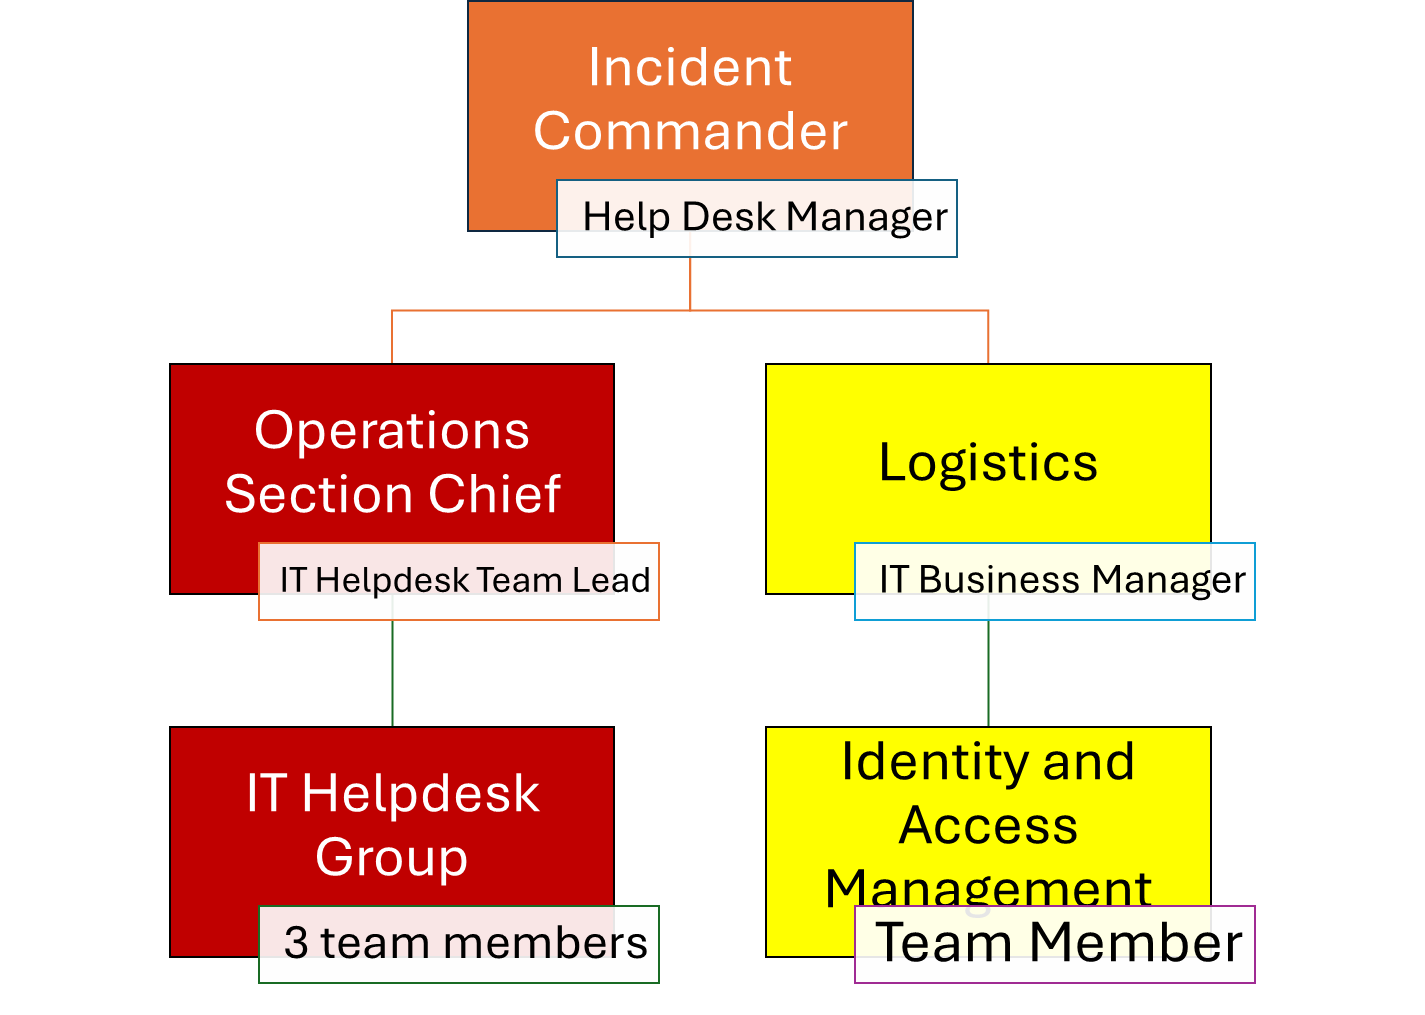 Incident
Commander
Help Desk Manager
Operations
Section Chief
IT Helpdesk Team Lead
Logistics
IT Business Manager
IT Helpdesk
Group
3 team members
Identity and
Access
Management
Team Member